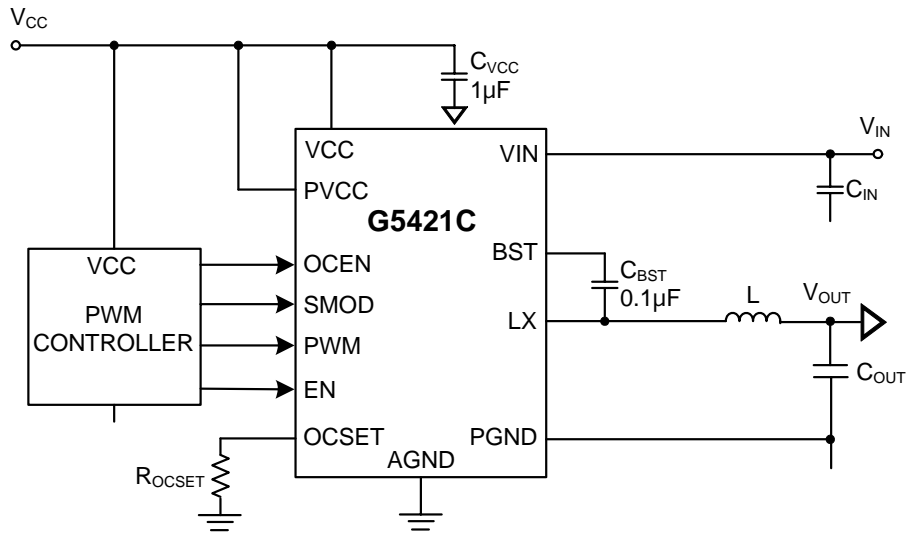 VCC
CVCC
1µF
VCC
PVCC
G5421C
VIN
VIN
CIN
BST
CBST
0.1µF
LX
L
VOUT
COUT
VCC
PWM
CONTROLLER
OCEN
SMOD
PWM
EN
OCSET
PGND
AGND
ROCSET